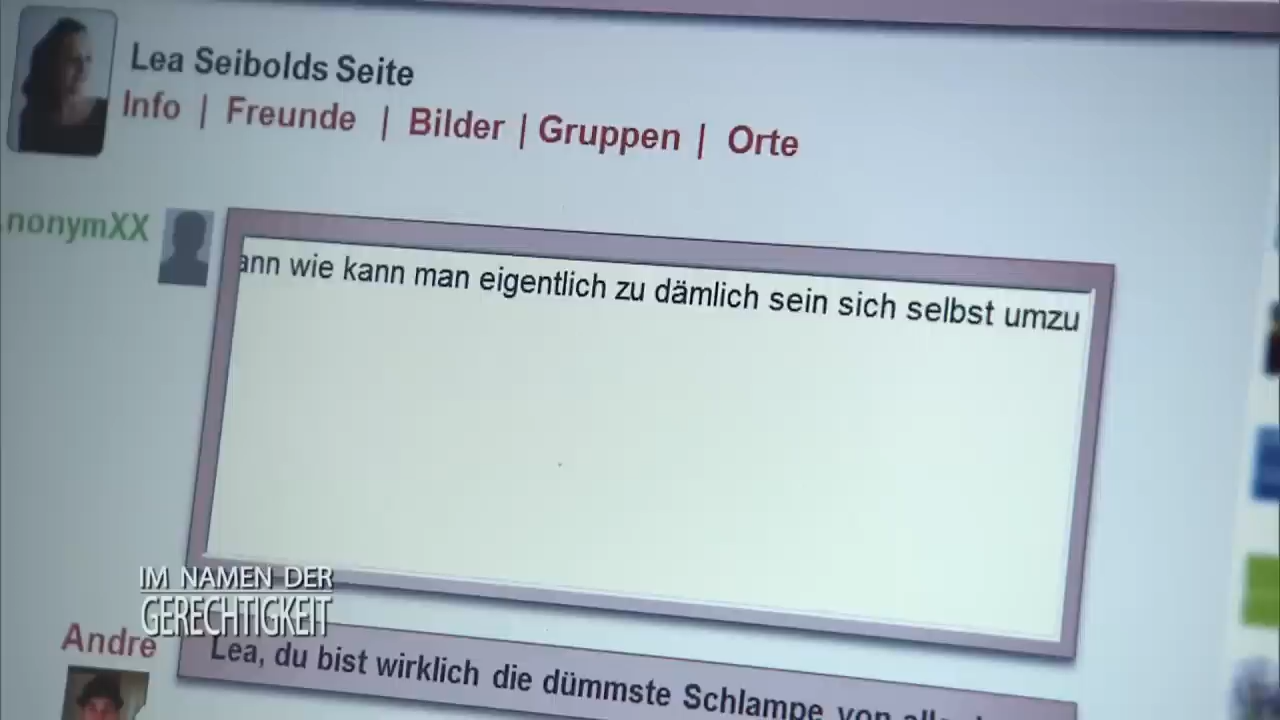 Lea Seibolds Seite
Info | Freunde | Bilder | Gruppen | Orte
nonymXX
ann wie kann man eigentlich zu dämlich sein sich selbst umzu
IM NAMEN DER
GERECHTIGKEIT
Andre
Lea, du bist wirklich die dümmste Schlampe von